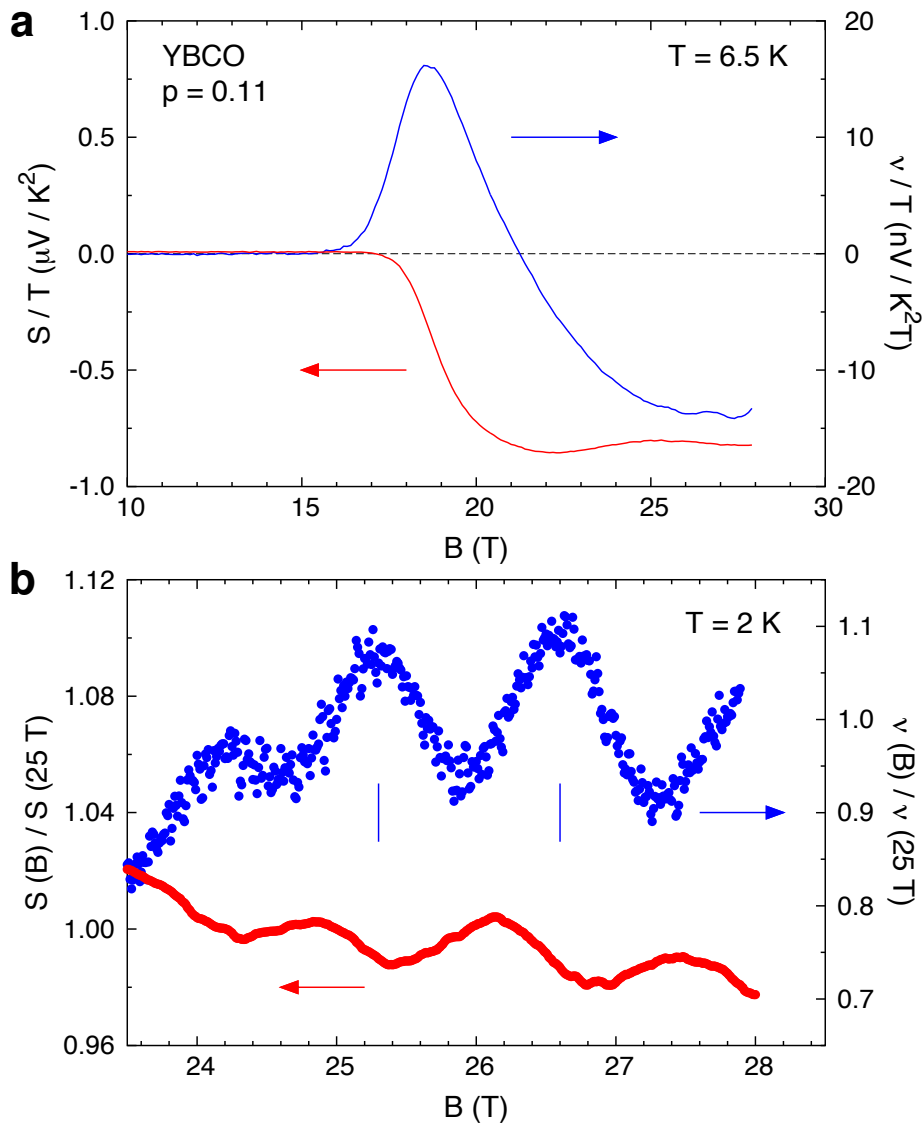 a
YBCO
p = 0.11
T = 6.5 K
S / T (μV / K²)
1.0
0.5
0.0
-0.5
-1.0
20
10
0
-10
-20
ν / T (nV / K²T)
10 15 20 25 30
B (T)
b
T = 2 K
S (B) / S (25 T)
1.12
1.08
1.04
1.00
0.96
1.1
1.0
0.9
0.8
0.7
ν (B) / ν (25 T)
24 25 26 27 28
B (T)